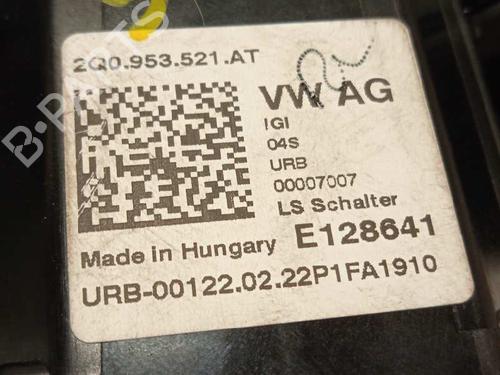 2Q0.953.521.AT
VW AG
IGI
04S
URB
00007007
LS Schalter
Made in Hungary E128641
URB-00122.02.22P1FA1910
B-PARTS